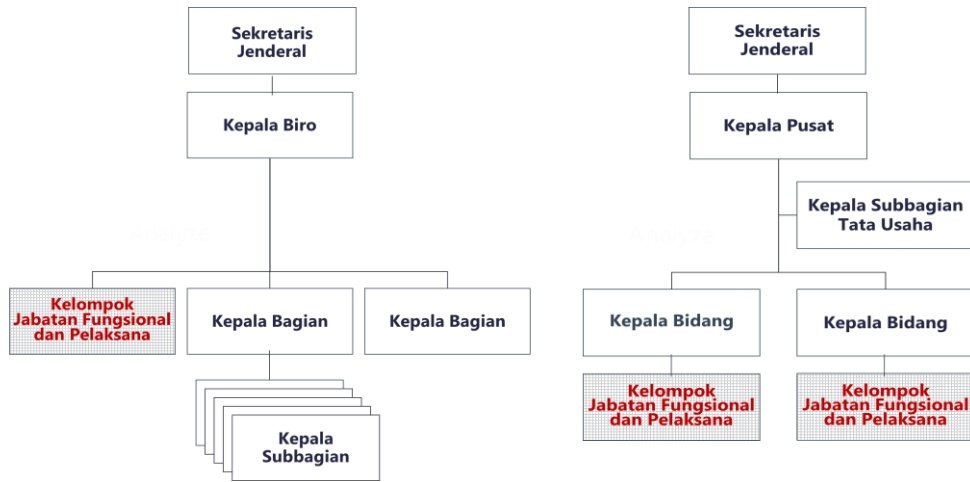 Sekretaris
Jenderal
Kepala Biro
Kelompok
Jabatan Fungsional
dan Pelaksana
Kepala Bagian
Kepala Bagian
Kepala
Subbagian
Sekretaris
Jenderal
Kepala Pusat
Kepala Subbagian
Tata Usaha
Kepala Bidang
Kepala Bidang
Kelompok
Jabatan Fungsional
dan Pelaksana
Kelompok
Jabatan Fungsional
dan Pelaksana